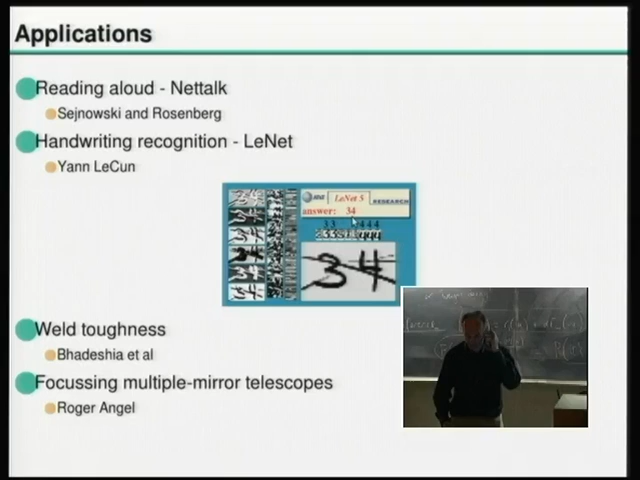 Applications
Reading aloud - Nettalk
Sejnowski and Rosenberg
Handwriting recognition - LeNet
Yann LeCun
LeNet 5
RESEARCH
answer: 34
34
Weld toughness
Bhadeshia et al
Focussing multiple-mirror telescopes
Roger Angel